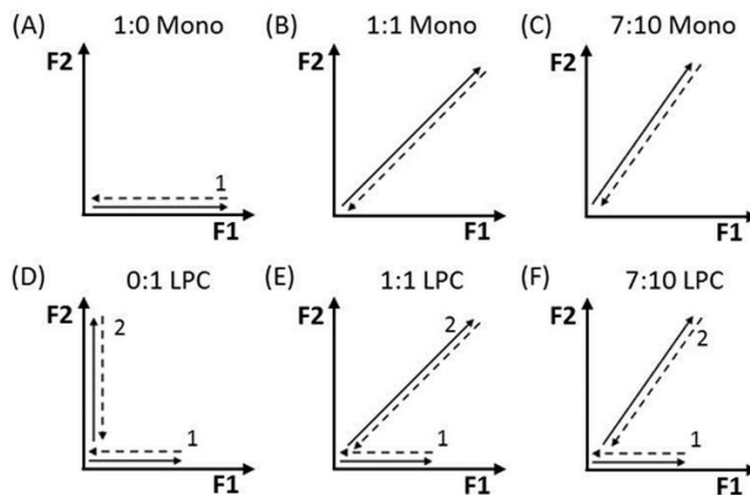 (A) 1:0 Mono
F2
1
F1
(B) 1:1 Mono
F2
F1
(C) 7:10 Mono
F2
F1
(D) 0:1 LPC
F2
2
1
F1
(E) 1:1 LPC
F2
2
1
F1
(F) 7:10 LPC
F2
2
1
F1